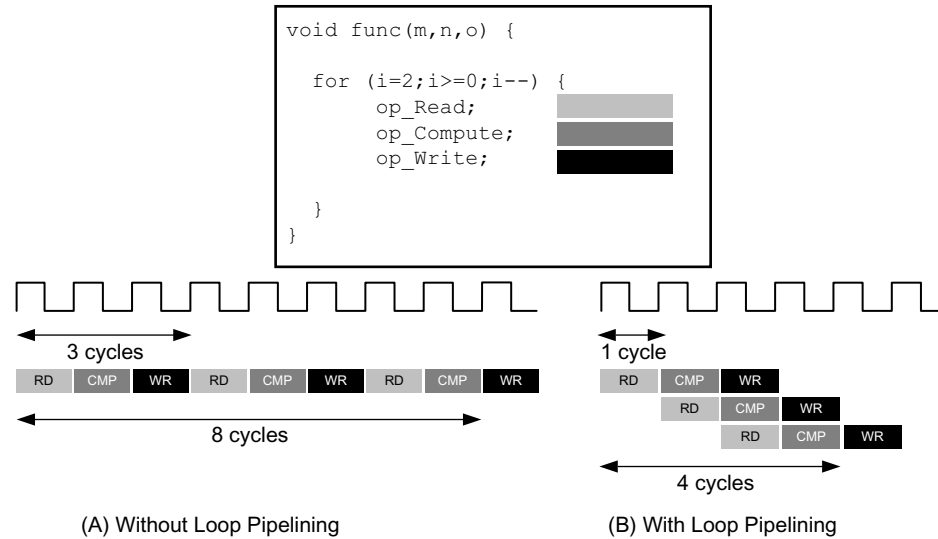 void func(m,n,o) {
for (i=2;i>=0;i--) {
op_Read;
op_Compute;
op_Write;
}
}
3 cycles
RD CMP WR RD CMP WR RD CMP WR
8 cycles
(A) Without Loop Pipelining
1 cycle
RD CMP WR
RD CMP WR
RD CMP WR
4 cycles
(B) With Loop Pipelining